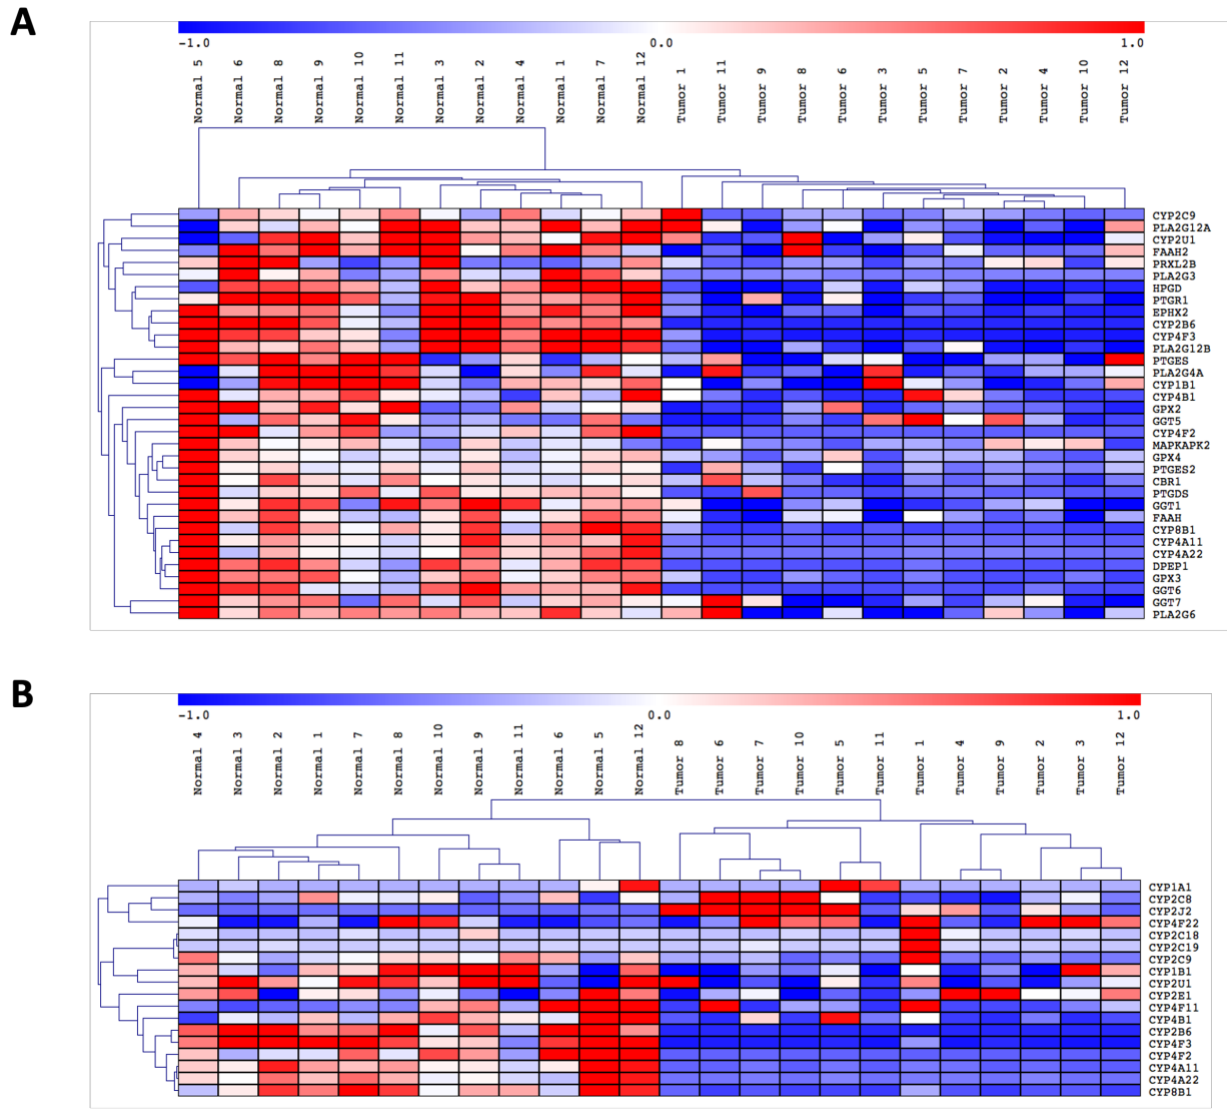 A
-1.0 0.0 1.0
Normal 5 Normal 6 Normal 8 Normal 9 Normal 10 Normal 11 Normal 3 Normal 2 Normal 4 Normal 1 Normal 7 Normal 12 Tumor 1 Tumor 11 Tumor 9 Tumor 8 Tumor 6 Tumor 3 Tumor 5 Tumor 7 Tumor 2 Tumor 4 Tumor 10 Tumor 12
CYP2C9
PLA2G12A
CYP2U1
FAAH2
PRXL2B
PLA2G3
HPGD
PTGR1
EPHX2
CYP2B6
CYP4F3
PLA2G12B
PTGES
PLA2G4A
CYP1B1
CYP4B1
GPX2
GGT5
CYP4F2
MAPKAPK2
GPX4
PTGES2
CBR1
PTGDS
GGT1
FAAH
CYP8B1
CYP4A11
CYP4A22
DPEP1
GPX3
GGT6
GGT7
PLA2G6
B
-1.0 0.0 1.0
Normal 4 Normal 3 Normal 2 Normal 1 Normal 7 Normal 8 Normal 10 Normal 9 Normal 11 Normal 6 Normal 5 Normal 12 Tumor 8 Tumor 6 Tumor 7 Tumor 10 Tumor 5 Tumor 11 Tumor 1 Tumor 4 Tumor 9 Tumor 2 Tumor 3 Tumor 12
CYP1A1
CYP2C8
CYP2J2
CYP4F22
CYP2C18
CYP2C19
CYP2C9
CYP1B1
CYP2U1
CYP2E1
CYP4F11
CYP4B1
CYP2B6
CYP4F3
CYP4F2
CYP4A11
CYP4A22
CYP8B1